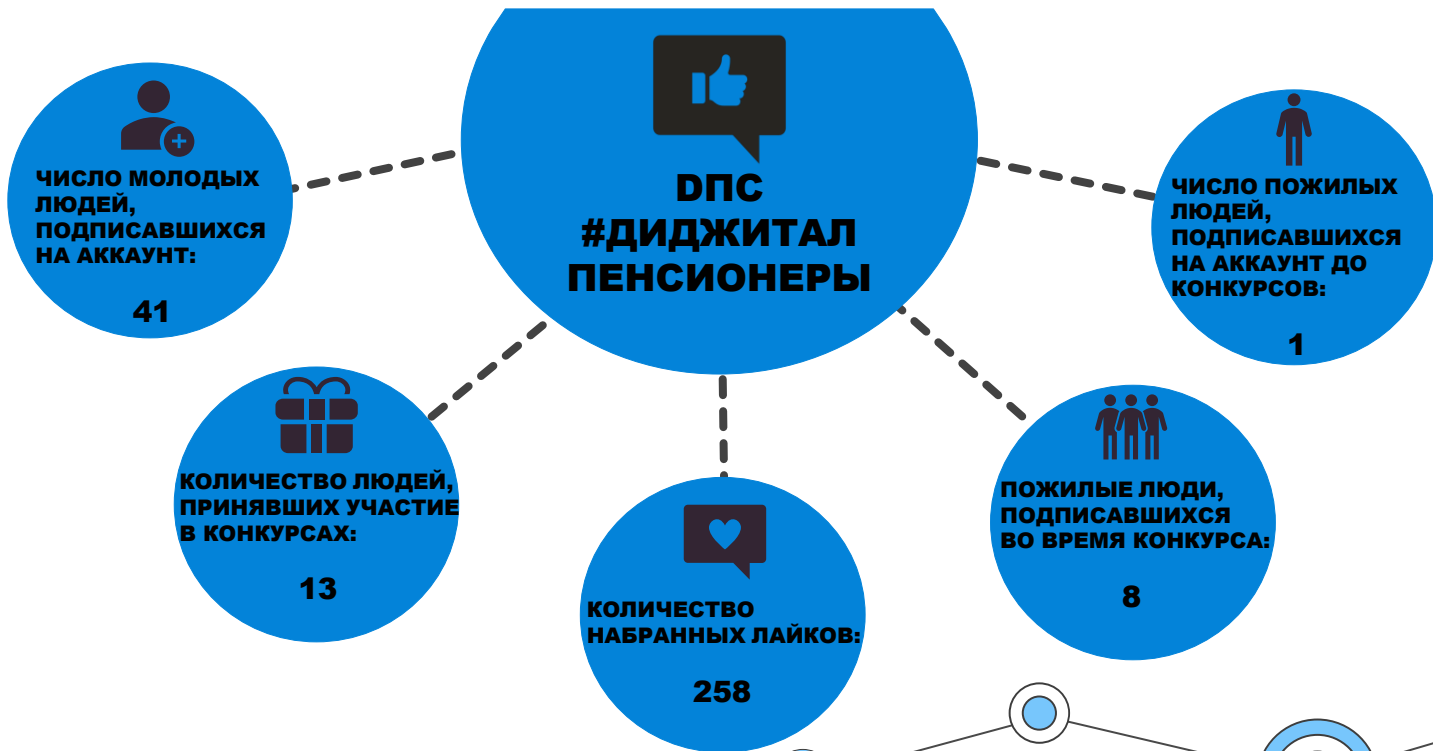 DПС
#ДИДЖИТАЛ
ПЕНСИОНЕРЫ
ЧИСЛО МОЛОДЫХ
ЛЮДЕЙ,
ПОДПИСАВШИХСЯ
НА АККАУНТ:
41
КОЛИЧЕСТВО ЛЮДЕЙ,
ПРИНЯВШИХ УЧАСТИЕ
В КОНКУРСАХ:
13
КОЛИЧЕСТВО
НАБРАННЫХ ЛАЙКОВ:
258
ПОЖИЛЫЕ ЛЮДИ,
ПОДПИСАВШИХСЯ
ВО ВРЕМЯ КОНКУРСА:
8
ЧИСЛО ПОЖИЛЫХ
ЛЮДЕЙ,
ПОДПИСАВШИХСЯ
НА АККАУНТ ДО
КОНКУРСОВ:
1